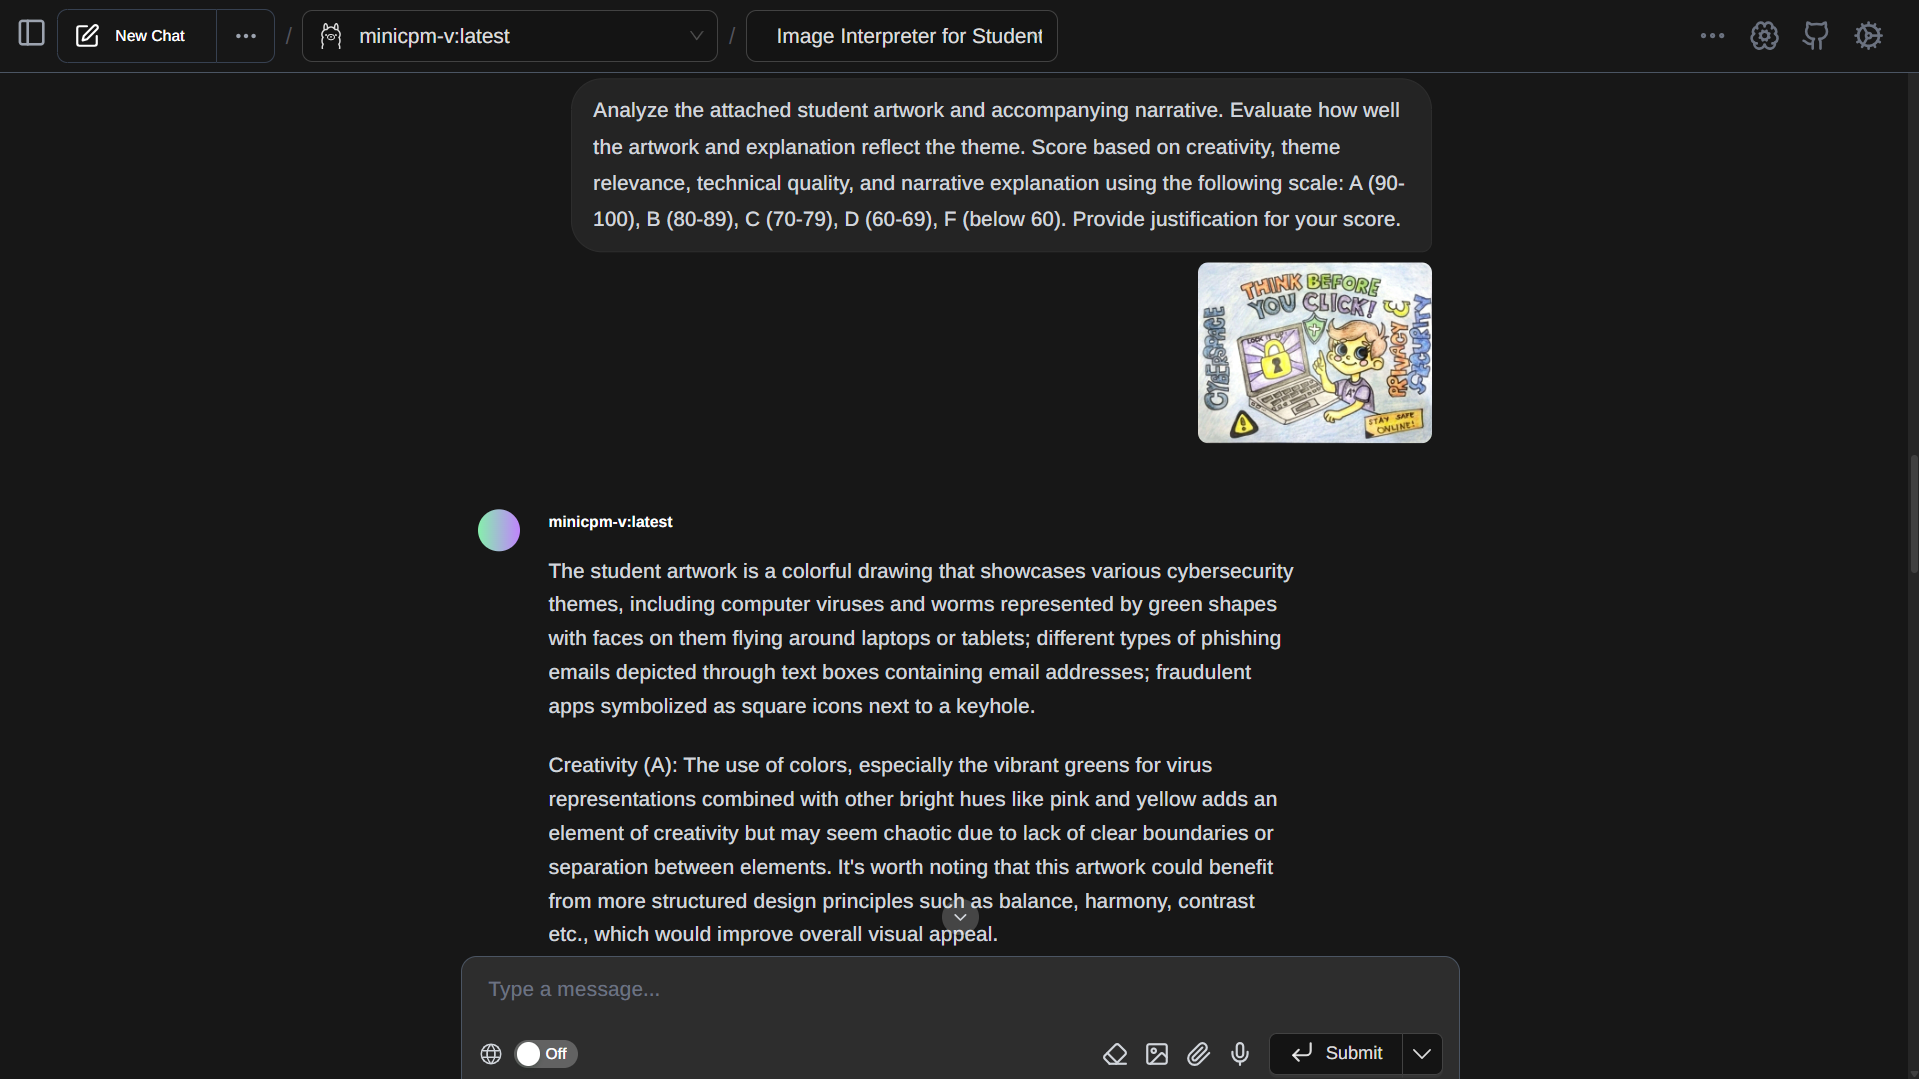 New Chat
/
minicpm-v:latest
/
Image Interpreter for Student
Analyze the attached student artwork and accompanying narrative. Evaluate how well
the artwork and explanation reflect the theme. Score based on creativity, theme
relevance, technical quality, and narrative explanation using the following scale: A (90-
100), B (80-89), C (70-79), D (60-69), F (below 60). Provide justification for your score.
THINK BEFORE
YOU CLICK!
CYBERSPACE
LOCK IT UP
&
PRIVACY
SECURITY
A+
STAY SAFE
ONLINE!
minicpm-v:latest
The student artwork is a colorful drawing that showcases various cybersecurity
themes, including computer viruses and worms represented by green shapes
with faces on them flying around laptops or tablets; different types of phishing
emails depicted through text boxes containing email addresses; fraudulent
apps symbolized as square icons next to a keyhole.
Creativity (A): The use of colors, especially the vibrant greens for virus
representations combined with other bright hues like pink and yellow adds an
element of creativity but may seem chaotic due to lack of clear boundaries or
separation between elements. It's worth noting that this artwork could benefit
from more structured design principles such as balance, harmony, contrast
etc., which would improve overall visual appeal.
Type a message...
Off
Submit